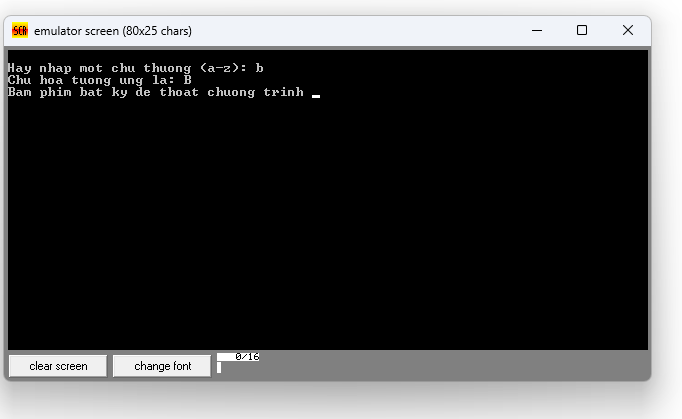 SCR emulator screen (80x25 chars)
Hay nhap mot chu thuong (a-z): b
Chu hoa tuong ung la: B
Bam phim bat ky de thoat chuong trinh
clear screen
change font
0/16